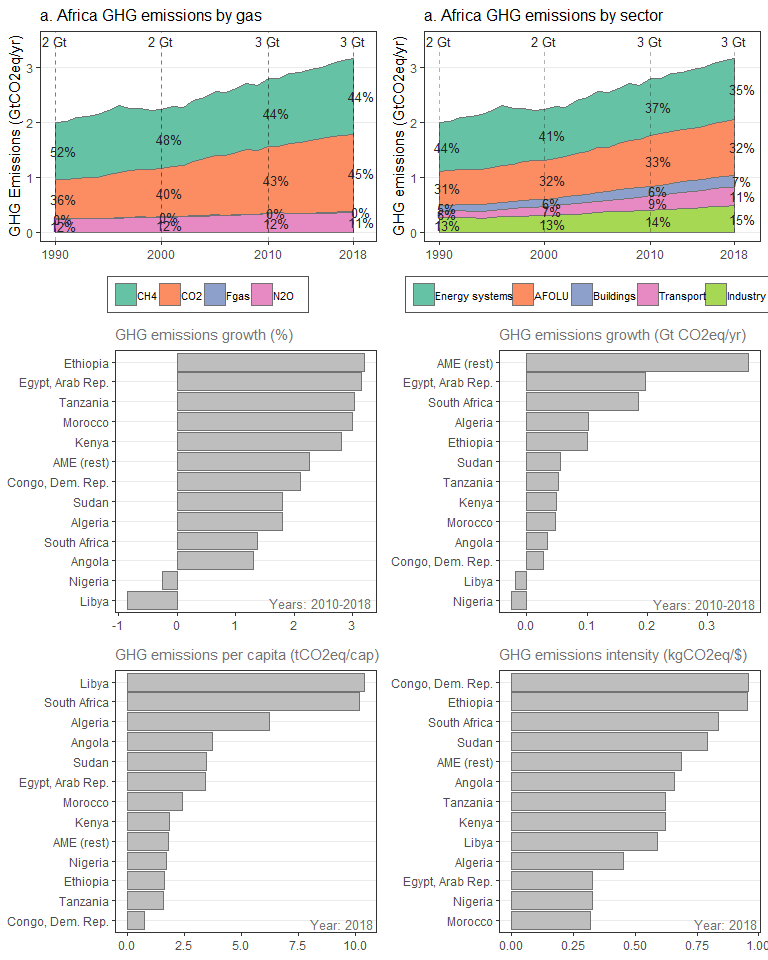 a. Africa GHG emissions by gas
GHG Emissions (GtCO2eq/yr)
2 Gt 2 Gt 3 Gt 3 Gt
3
2
1
0
52%
36%
0%
12%
48%
40%
0%
12%
44%
43%
0%
12%
44%
45%
0%
11%
1990 2000 2010 2018
CH4 CO2 Fgas N2O
a. Africa GHG emissions by sector
GHG Emissions (GtCO2eq/yr)
2 Gt 2 Gt 3 Gt 3 Gt
3
2
1
0
44%
31%
6%
13%
41%
32%
6%
7%
13%
37%
33%
6%
9%
14%
35%
32%
7%
11%
15%
1990 2000 2010 2018
Energy systems AFOLU Buildings Transport Industry
GHG emissions growth (%)
Ethiopia
Egypt, Arab Rep.
Tanzania
Morocco
Kenya
AME (rest)
Congo, Dem. Rep.
Sudan
Algeria
South Africa
Angola
Nigeria
Libya
Years: 2010-2018
-1 0 1 2 3
GHG emissions growth (Gt CO2eq/yr)
AME (rest)
Egypt, Arab Rep.
South Africa
Algeria
Ethiopia
Sudan
Tanzania
Kenya
Morocco
Angola
Congo, Dem. Rep.
Libya
Nigeria
Years: 2010-2018
0.0 0.1 0.2 0.3
GHG emissions per capita (tCO2eq/cap)
Libya
South Africa
Algeria
Angola
Sudan
Egypt, Arab Rep.
Morocco
Kenya
AME (rest)
Nigeria
Ethiopia
Tanzania
Congo, Dem. Rep.
Year: 2018
0.0 2.5 5.0 7.5 10.0
GHG emissions intensity (kgCO2eq/$)
Congo, Dem. Rep.
Ethiopia
South Africa
Sudan
AME (rest)
Angola
Tanzania
Kenya
Libya
Algeria
Egypt, Arab Rep.
Nigeria
Morocco
Year: 2018
0.00 0.25 0.50 0.75 1.00